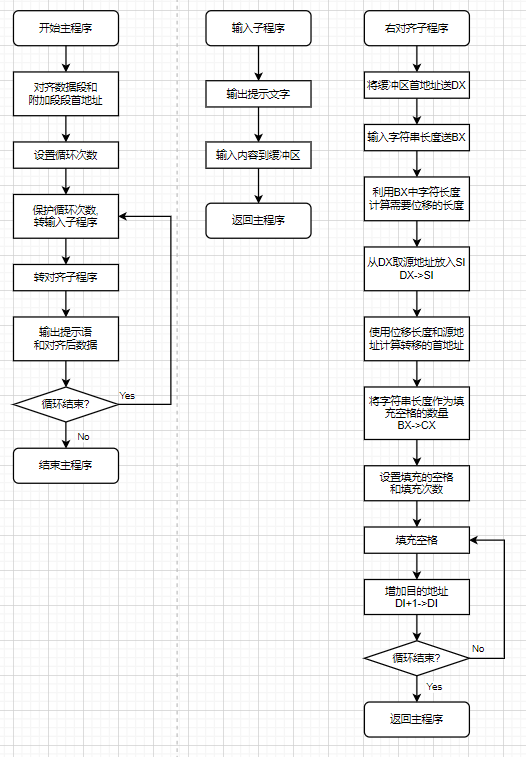 开始主程序
对齐数据段和
附加段段首地址
设置循环次数
保护循环次数,
转输入子程序
转对齐子程序
输出提示语
和对齐后数据
循环结束?
Yes
No
结束主程序
输入子程序
输出提示文字
输入内容到缓冲区
返回主程序
右对齐子程序
将缓冲区首地址送DX
输入字符串长度送BX
利用BX中字符长度
计算需要位移的长度
从DX取源地址放入SI
DX->SI
使用位移长度和源地
址计算转移的首地址
将字符串长度作为填
充空格的数量
BX->CX
设置填充的空格
和填充次数
填充空格
增加目的地址
DI+1->DI
循环结束?
No
Yes
返回主程序